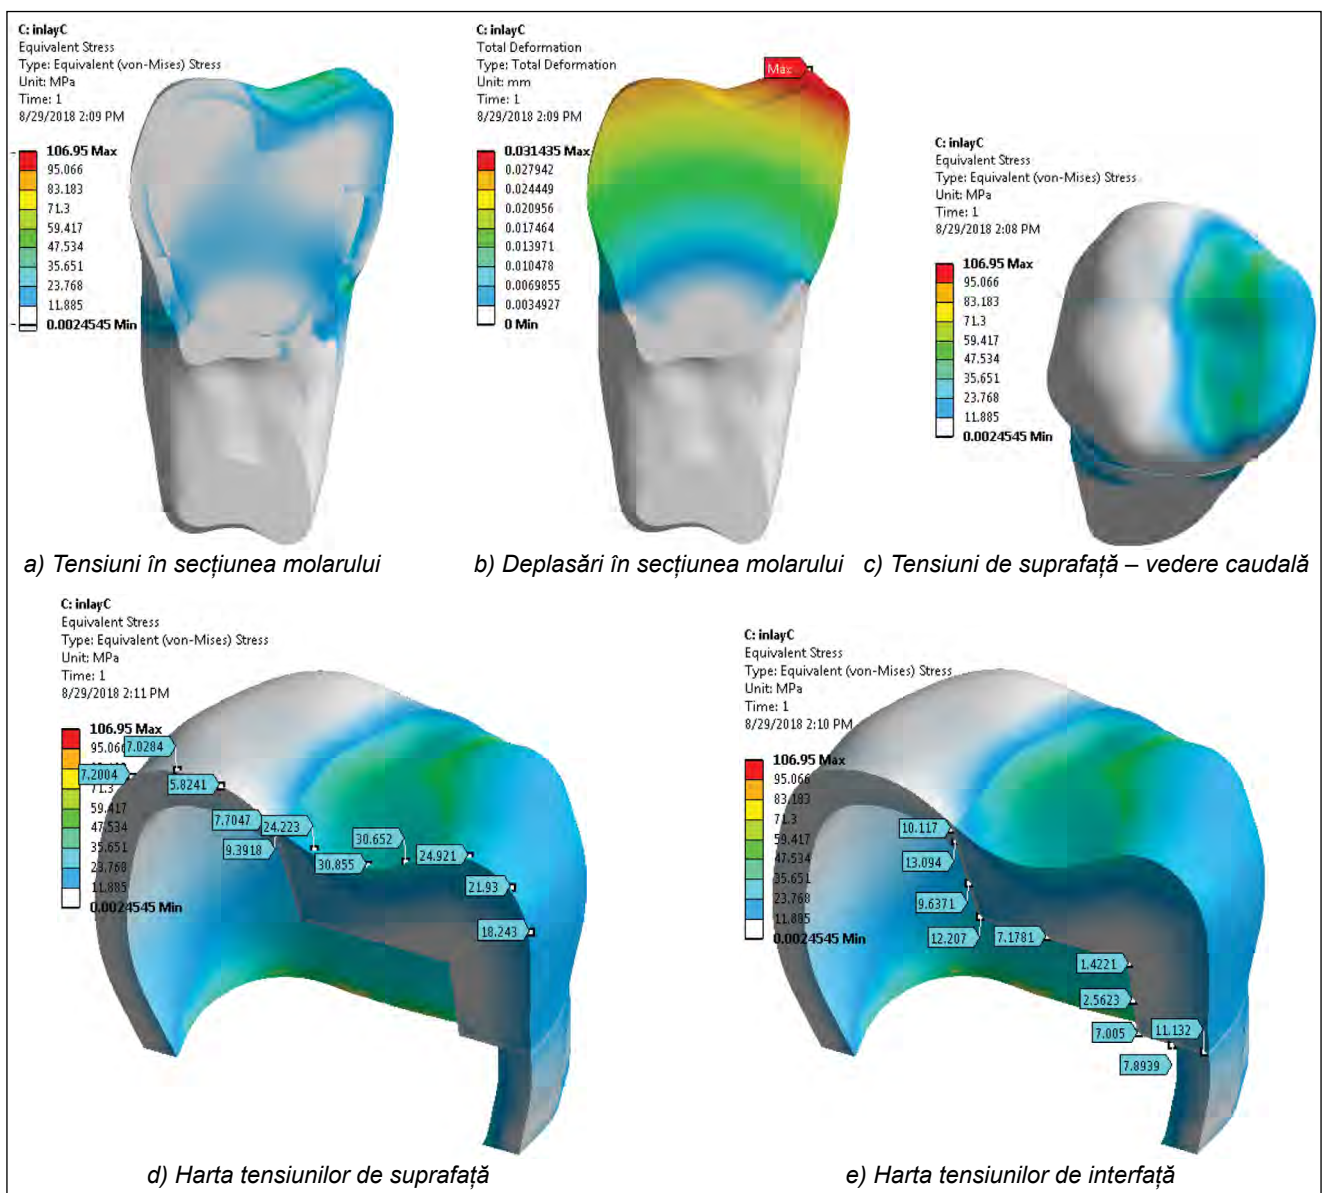 C: inlayC
Equivalent Stress
Type: Equivalent (von-Mises) Stress
Unit: MPa
Time: 1
8/29/2018 2:09 PM
106.95 Max
95.066
83.183
71.3
59.417
47.534
35.651
23.768
11.885
0.0024545 Min
C: inlayC
Total Deformation
Type: Total Deformation
Unit: mm
Time: 1
8/29/2018 2:09 PM
0.031435 Max
0.027942
0.024449
0.020956
0.017464
0.013971
0.010478
0.0069855
0.0034927
0 Min
Max
C: inlayC
Equivalent Stress
Type: Equivalent (von-Mises) Stress
Unit: MPa
Time: 1
8/29/2018 2:08 PM
106.95 Max
95.066
83.183
71.3
59.417
47.534
35.651
23.768
11.885
0.0024545 Min
a) Tensiuni în secțiunea molarului
b) Deplasări în secțiunea molarului
c) Tensiuni de suprafață – vedere caudală
C: inlayC
Equivalent Stress
Type: Equivalent (von-Mises) Stress
Unit: MPa
Time: 1
8/29/2018 2:11 PM
106.95 Max
95.066
71.3
59.417
47.534
35.651
23.768
11.885
0.0024545 Min
7.0284
7.2004
5.8241
7.7047
9.3918
24.223
30.855
30.652
24.921
21.93
18.243
C: inlayC
Equivalent Stress
Type: Equivalent (von-Mises) Stress
Unit: MPa
Time: 1
8/29/2018 2:10 PM
106.95 Max
95.066
83.183
71.3
59.417
47.534
35.651
23.768
11.885
0.0024545 Min
10.117
13.094
9.6371
12.207
7.1781
1.4221
2.5623
7.005
11.132
7.8939
d) Harta tensiunilor de suprafață
e) Harta tensiunilor de interfață